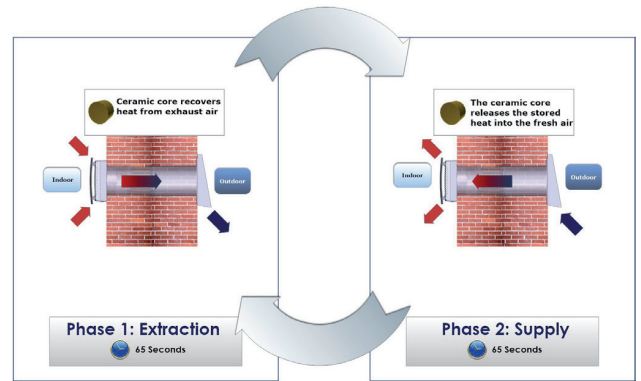 Ceramic core recovers
heat from exhaust air
Indoor
Outdoor
Phase 1: Extraction
65 Seconds
The ceramic core
releases the stored
heat into the fresh air
Indoor
Outdoor
Phase 2: Supply
65 Seconds